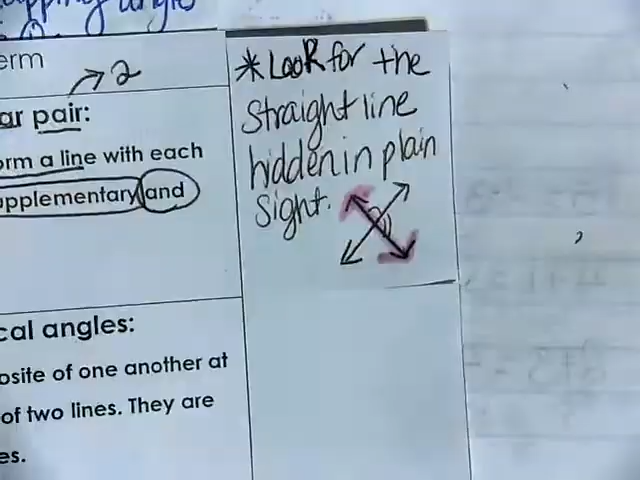 erm
→ 2
ar pair:
orm a line with each
upplementary and
*Look for the
straight line
hidden in plain
sight.
cal angles:
osite of one another at
of two lines. They are
es.